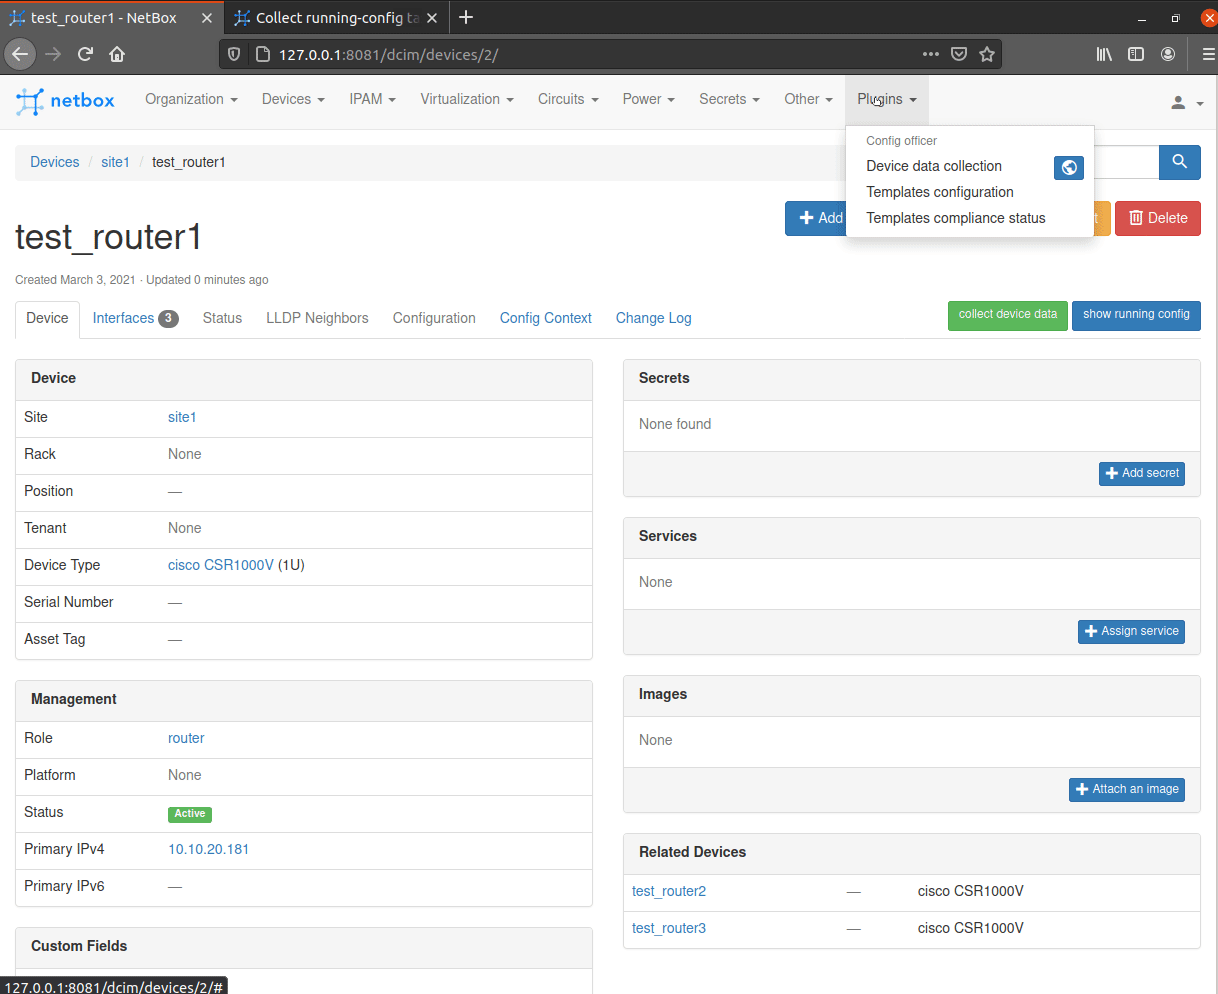 test_router1 - NetBox
Collect running-config ta
127.0.0.1:8081/dcim/devices/2/
netbox
Organization Devices IPAM Virtualization Circuits Power Secrets Other Plugins
Config officer
Device data collection
Templates configuration
Templates compliance status
Devices / site1 / test_router1
Add
t
Delete
test_router1
Created March 3, 2021 · Updated 0 minutes ago
Device Interfaces 3 Status LLDP Neighbors Configuration Config Context Change Log
collect device data
show running config
Device
Site site1
Rack None
Position —
Tenant None
Device Type cisco CSR1000V (1U)
Serial Number —
Asset Tag —
Management
Role router
Platform None
Status Active
Primary IPv4 10.10.20.181
Primary IPv6 —
Custom Fields
Secrets
None found
Add secret
Services
None
Assign service
Images
None
Attach an image
Related Devices
test_router2 — cisco CSR1000V
test_router3 — cisco CSR1000V
127.0.0.1:8081/dcim/devices/2/#